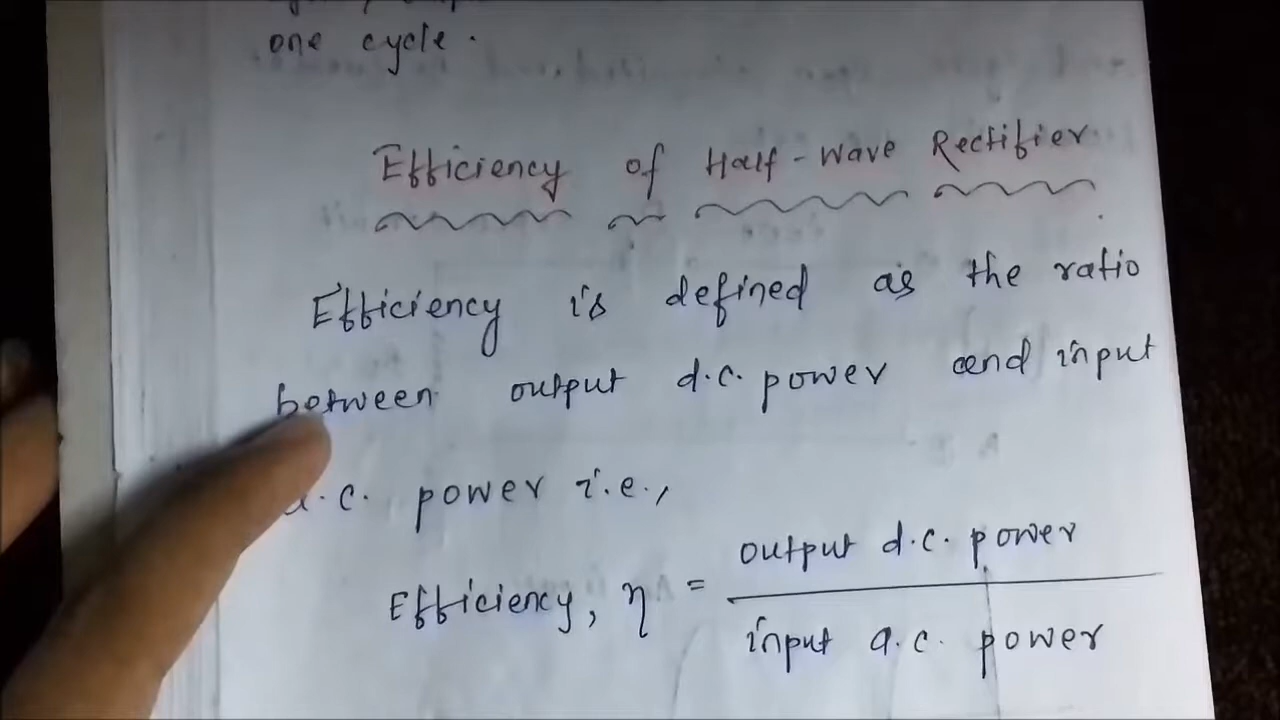 one cycle.
Efficiency of Half-Wave Rectifier
Efficiency is defined as the ratio
between output d.c. power and input
a.c. power i.e.,
Efficiency, η = output d.c. power
input a.c. power